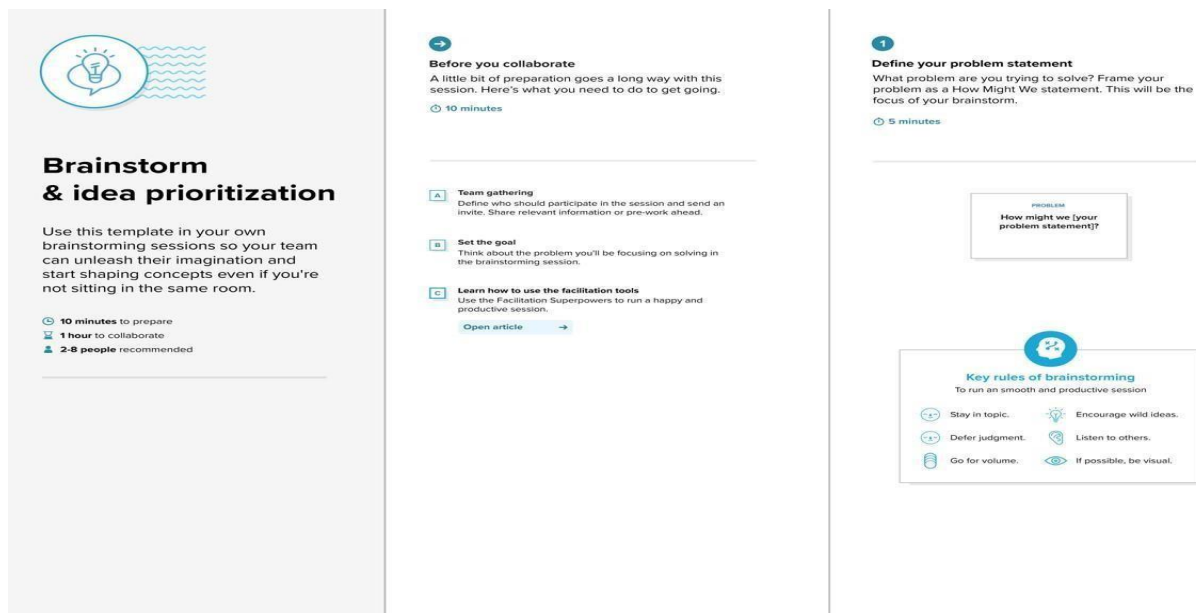 Brainstorm
& idea prioritization
Use this template in your own
brainstorming sessions so your team
can unleash their imagination and
start shaping concepts even if you're
not sitting in the same room.
10 minutes to prepare
1 hour to collaborate
2-8 people recommended
Before you collaborate
A little bit of preparation goes a long way with this
session. Here's what you need to do to get going.
10 minutes
A
Team gathering
Define who should participate in the session and send an
invite. Share relevant information or pre-work ahead.
B
Set the goal
Think about the problem you'll be focusing on solving in
the brainstorming session.
C
Learn how to use the facilitation tools
Use the Facilitation Superpowers to run a happy and
productive session.
Open article
1
Define your problem statement
What problem are you trying to solve? Frame your
problem as a How Might We statement. This will be the
focus of your brainstorm.
5 minutes
PROBLEM
How might we [your
problem statement]?
Key rules of brainstorming
To run an smooth and productive session
Stay in topic.
Encourage wild ideas.
Defer judgment.
Listen to others.
Go for volume.
If possible, be visual.